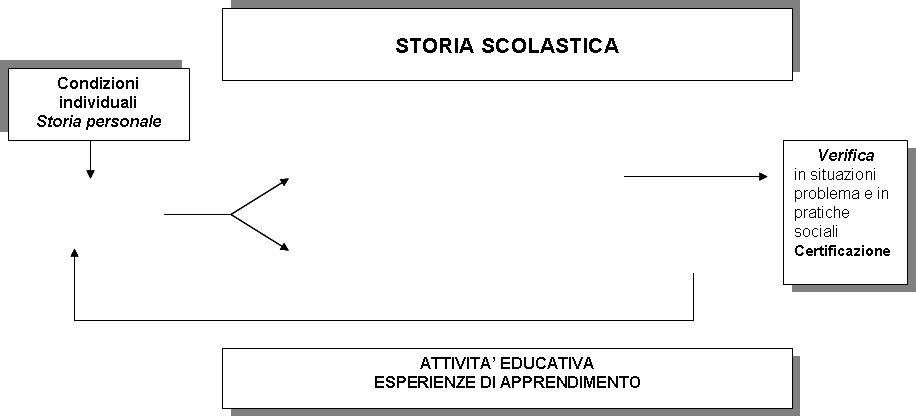 STORIA SCOLASTICA
Condizioni
individuali
Storia personale
Verifica
in situazioni
problema e in
pratiche
sociali
Certificazione
ATTIVITA’ EDUCATIVA
ESPERIENZE DI APPRENDIMENTO